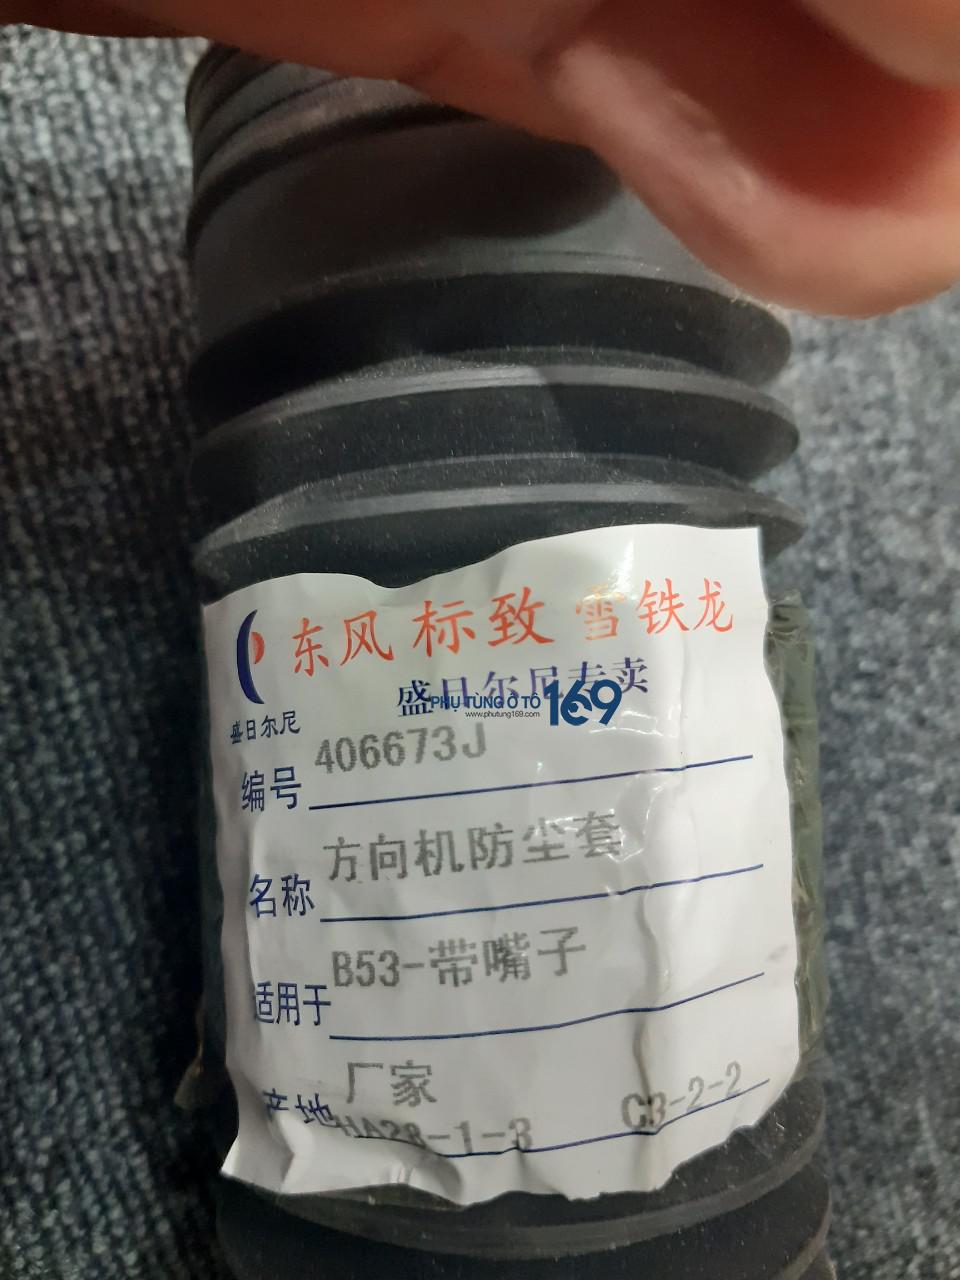 东风 标致 雪铁龙
盛日尔尼专卖
盛日尔尼
PHỤ TÙNG Ô TÔ 169
www.phutung169.com
编号 406673J
名称 方向机防尘套
适用于 B53-带嘴子
产地 厂家
HA28-1-3 C3-2-2